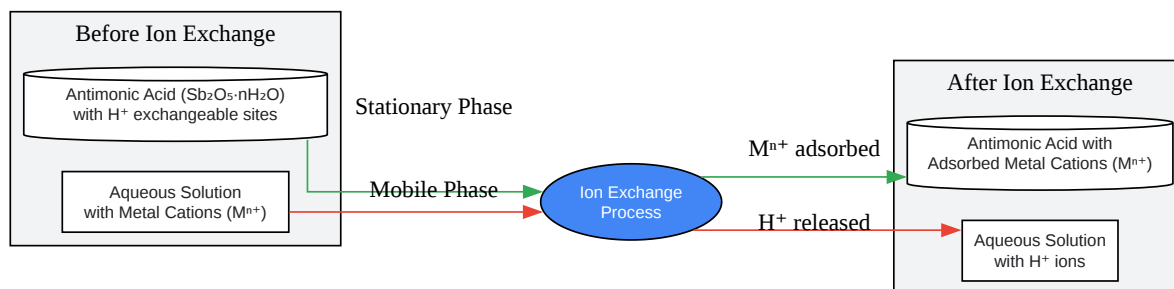 Before Ion Exchange
Antimonic Acid (Sb₂O₅·nH₂O)
with H⁺ exchangeable sites
Aqueous Solution
with Metal Cations (Mⁿ⁺)
Stationary Phase
Mobile Phase
Ion Exchange
Process
Mⁿ⁺ adsorbed
H⁺ released
After Ion Exchange
Antimonic Acid with
Adsorbed Metal Cations (Mⁿ⁺)
Aqueous Solution
with H⁺ ions